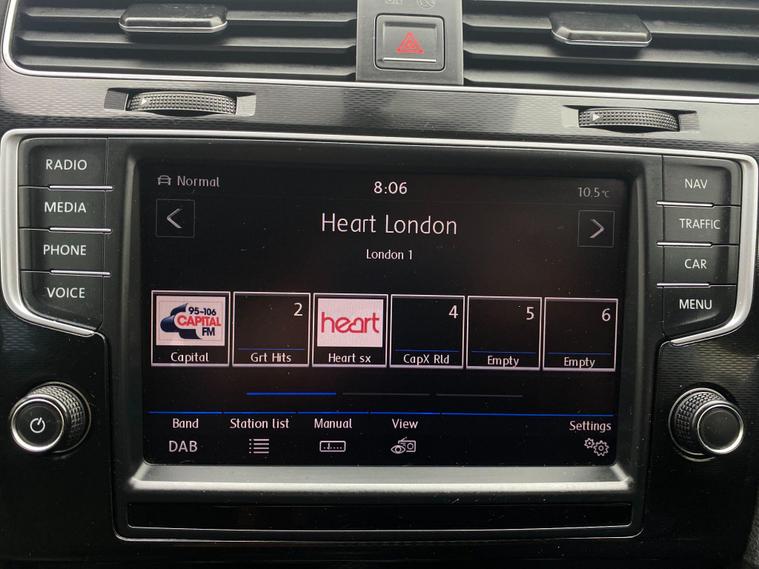 RADIO
MEDIA
PHONE
VOICE
Normal
8:06
10.5°C
Heart London
London 1
95-106
CAPITAL
FM
Capital
2
Grt Hits
heart
Heart sx
4
CapX Rld
5
Empty
6
Empty
Band
Station list
Manual
View
Settings
DAB
NAV
TRAFFIC
CAR
MENU